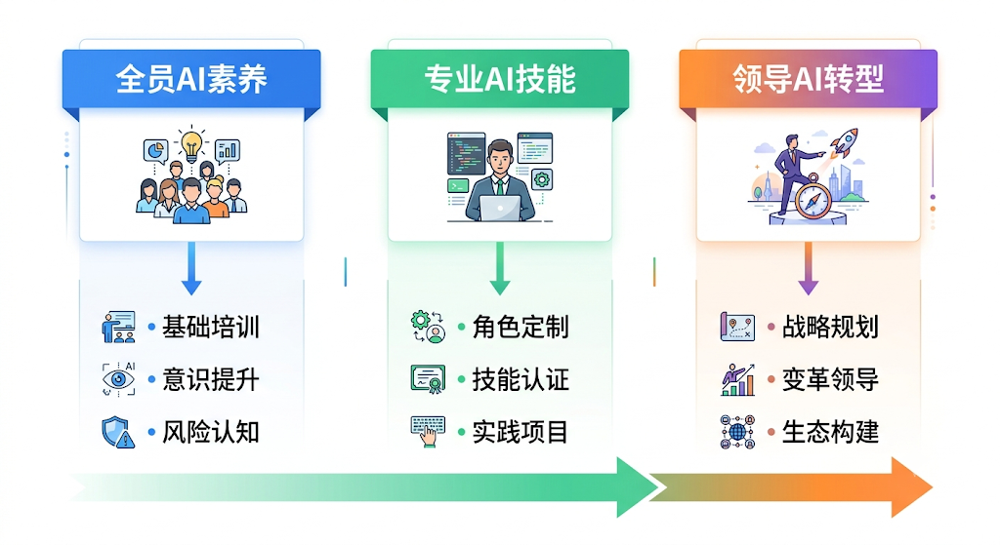 全员AI素养
基础培训
AI
意识提升
风险认知
专业AI技能
角色定制
技能认证
实践项目
领导AI转型
战略规划
变革领导
生态构建